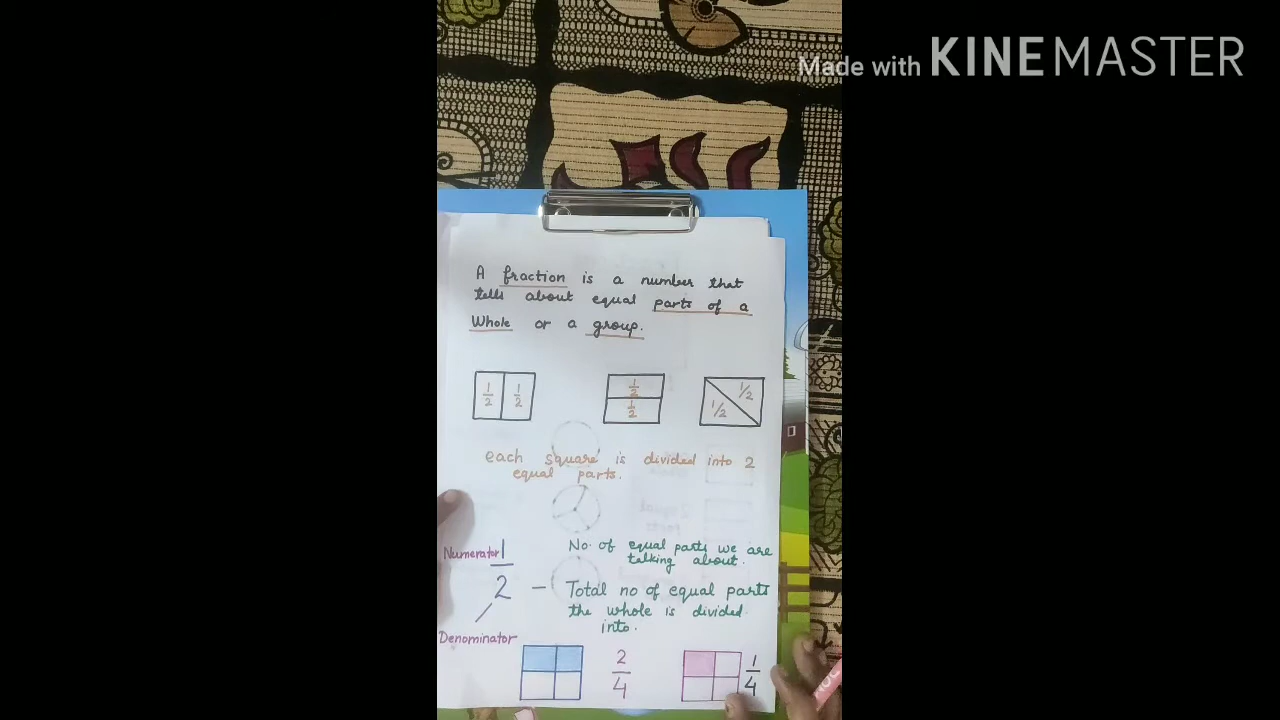 Made with KINEMASTER
A fraction is a number that
tells about equal parts of a
Whole or a group.
1/2 1/2
1/2
1/2
1/2
1/2
each square is divided into 2
equal parts.
Numerator 1
No. of equal parts we are
talking about.
2 - Total no of equal parts
the whole is divided
into.
Denominator
2/4
1/4